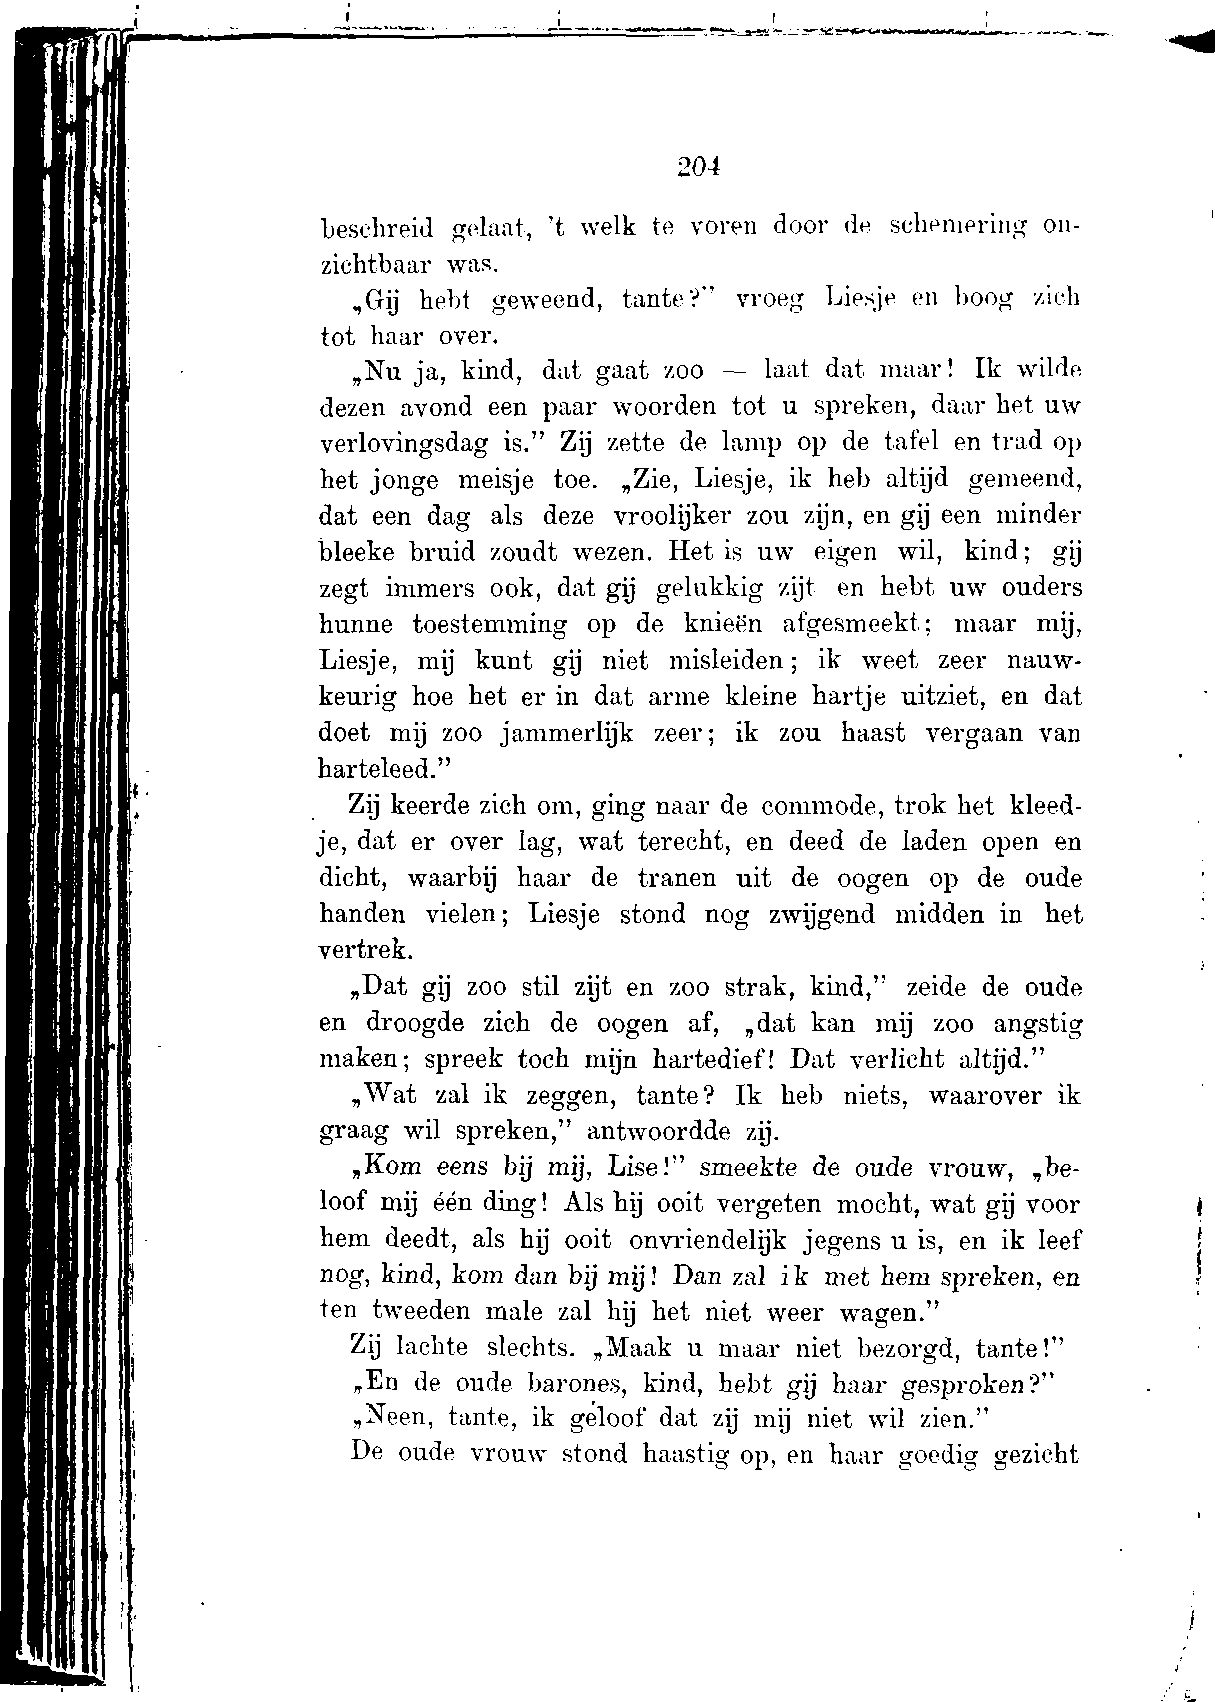 204
beschreid gelaat, 't welk te voren door de schemering on-
zichtbaar was.
„Gij hebt geweend, tante?” vroeg Liesje en boog zich
tot haar over.
„Nu ja, kind, dat gaat zoo — laat dat maar! Ik wilde
dezen avond een paar woorden tot u spreken, daar het uw
verlovingsdag is.” Zij zette de lamp op de tafel en trad op
het jonge meisje toe. „Zie, Liesje, ik heb altijd gemeend,
dat een dag als deze vroolijker zou zijn, en gij een minder
bleeke bruid zoudt wezen. Het is uw eigen wil, kind; gij
zegt immers ook, dat gij gelukkig zijt en hebt uw ouders
hunne toestemming op de knieën afgesmeekt; maar mij,
Liesje, mij kunt gij niet misleiden; ik weet zeer nauw-
keurig hoe het er in dat arme kleine hartje uitziet, en dat
doet mij zoo jammerlijk zeer; ik zou haast vergaan van
harteleed.”
Zij keerde zich om, ging naar de commode, trok het kleed-
je, dat er over lag, wat terecht, en deed de laden open en
dicht, waarbij haar de tranen uit de oogen op de oude
handen vielen; Liesje stond nog zwijgend midden in het
vertrek.
„Dat gij zoo stil zijt en zoo strak, kind,” zeide de oude
en droogde zich de oogen af, „dat kan mij zoo angstig
maken; spreek toch mijn hartedief! Dat verlicht altijd.”
„Wat zal ik zeggen, tante? Ik heb niets, waarover ik
graag wil spreken,” antwoordde zij.
„Kom eens bij mij, Lise!” smeekte de oude vrouw, „be-
loof mij één ding! Als hij ooit vergeten mocht, wat gij voor
hem deedt, als hij ooit onvriendelijk jegens u is, en ik leef
nog, kind, kom dan bij mij! Dan zal ik met hem spreken, en
ten tweeden male zal hij het niet weer wagen.”
Zij lachte slechts. „Maak u maar niet bezorgd, tante!”
„En de oude barones, kind, hebt gij haar gesproken?”
„Neen, tante, ik geloof dat zij mij niet wil zien.”
De oude vrouw stond haastig op, en haar goedig gezicht